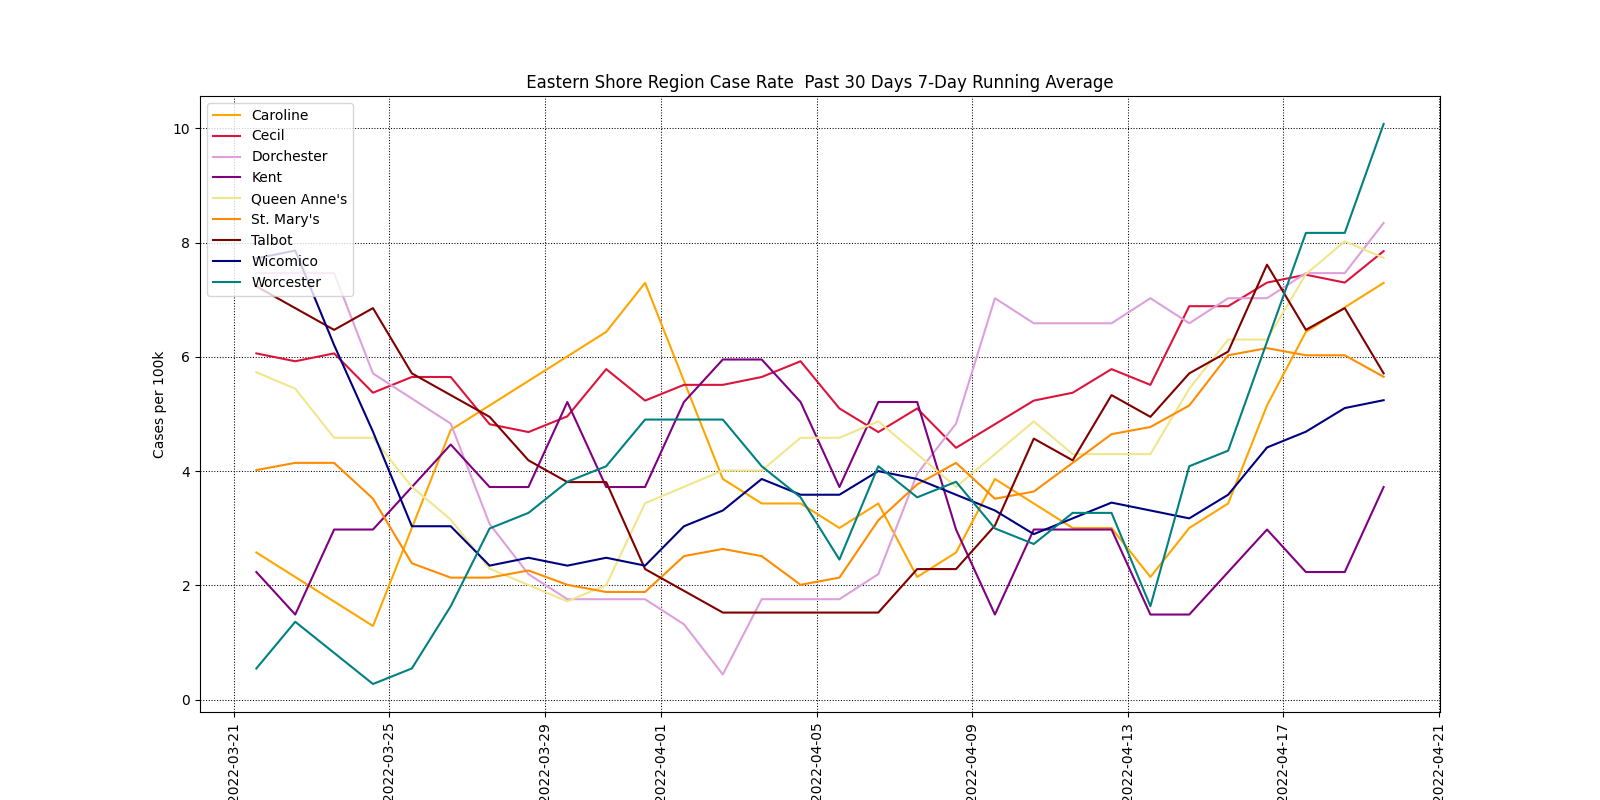 Eastern Shore Region Case Rate  Past 30 Days 7-Day Running Average
Caroline
Cecil
Dorchester
Kent
Queen Anne's
St. Mary's
Talbot
Wicomico
Worcester
Cases per 100k
10
8
6
4
2
0
2022-03-21
2022-03-25
2022-03-29
2022-04-01
2022-04-05
2022-04-09
2022-04-13
2022-04-17
2022-04-21